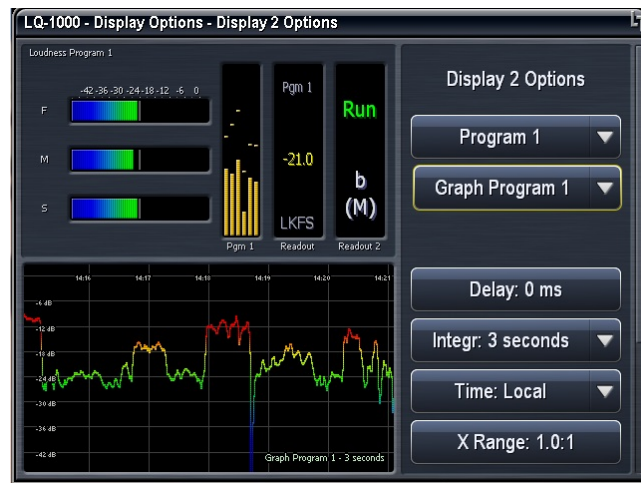 LQ-1000 - Display Options - Display 2 Options
Loudness Program 1
-42 -36 -30 -24 -18 -12 -6 0
F
M
S
Pgm 1
-21.0
LKFS
Run
b
(M)
Pgm 1
Readout
Readout 2
Display 2 Options
Program 1
Graph Program 1
Delay: 0 ms
Integr: 3 seconds
Time: Local
X Range: 1.0:1
14:16 14:17 14:18 14:19 14:20 14:21
-6 dB
-12 dB
-18 dB
-24 dB
-30 dB
-36 dB
-42 dB
Graph Program 1 - 3 seconds